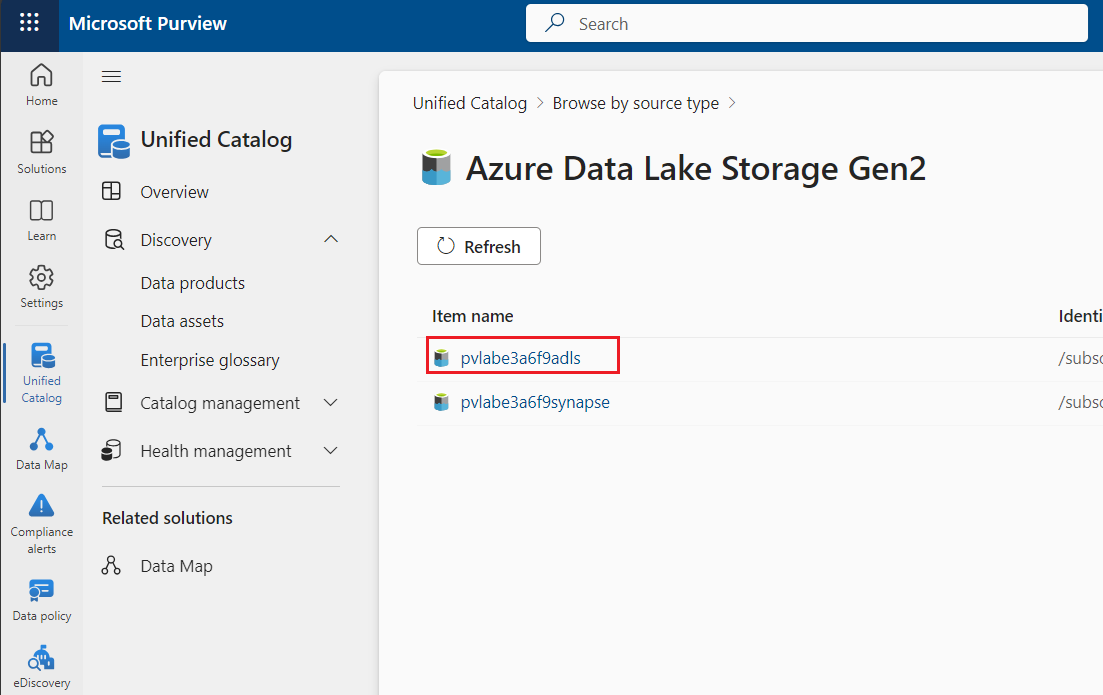 Microsoft Purview
Search
Home
Solutions
Learn
Settings
Unified
Catalog
Data Map
Compliance
alerts
Data policy
eDiscovery
Unified Catalog
Overview
Discovery
Data products
Data assets
Enterprise glossary
Catalog management
Health management
Related solutions
Data Map
Unified Catalog > Browse by source type >
Azure Data Lake Storage Gen2
Refresh
Item name Identi
pvlabe3a6f9adls /subsc
pvlabe3a6f9synapse /subsc